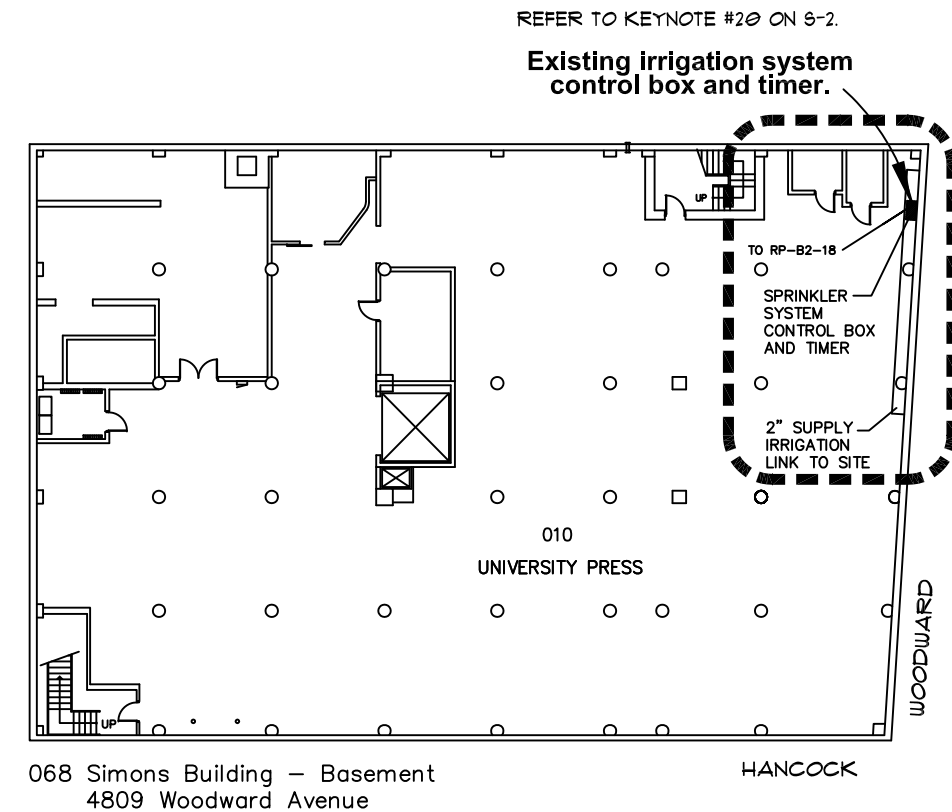 REFER TO KEYNOTE #20 ON S-2.
Existing irrigation system
control box and timer.
UP
TO RP-B2-18
SPRINKLER
SYSTEM
CONTROL BOX
AND TIMER
2" SUPPLY
IRRIGATION
LINK TO SITE
010
UNIVERSITY PRESS
WOODWARD
UP
HANCOCK
068 Simons Building – Basement
4809 Woodward Avenue